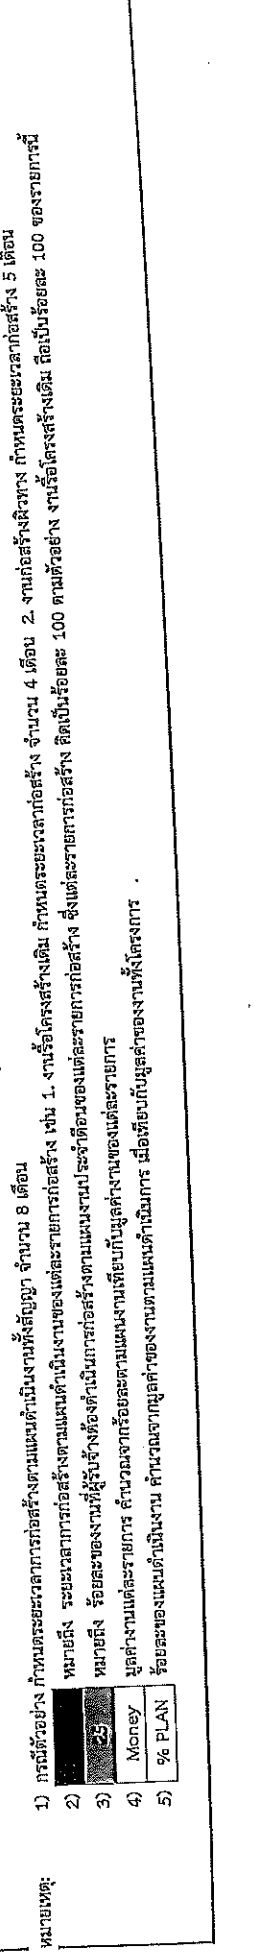 หมายเหตุ:
1) กรณีตัวอย่าง กำหนดระยะเวลาการก่อสร้างตามแผนดำเนินงานทั้งสัญญา จำนวน 8 เดือน
2) หมายถึง ระยะเวลาการก่อสร้างตามแผนดำเนินงานของแต่ละรายการก่อสร้าง เช่น 1. งานรื้อโครงสร้างเดิม กำหนดระยะเวลาก่อสร้าง จำนวน 4 เดือน 2. งานก่อสร้างผิวทาง กำหนดระยะเวลาก่อสร้าง 5 เดือน
3) 25 หมายถึง ร้อยละของงานที่ผู้รับจ้างต้องดำเนินการก่อสร้างตามแผนงานประจำเดือนของแต่ละรายการก่อสร้าง ซึ่งแต่ละรายการก่อสร้าง คิดเป็นร้อยละ 100 ตามตัวอย่าง งานรื้อโครงสร้างเดิม ถือเป็นร้อยละ 100 ของรายการนี้
4) Money มูลค่างานแต่ละรายการ คำนวณจากร้อยละตามแผนงานเทียบกับมูลค่างานของแต่ละรายการ
5) % PLAN ร้อยละของแผนดำเนินงาน คำนวณจากมูลค่าของงานตามแผนดำเนินการ เมื่อเทียบกับมูลค่าของงานทั้งโครงการ